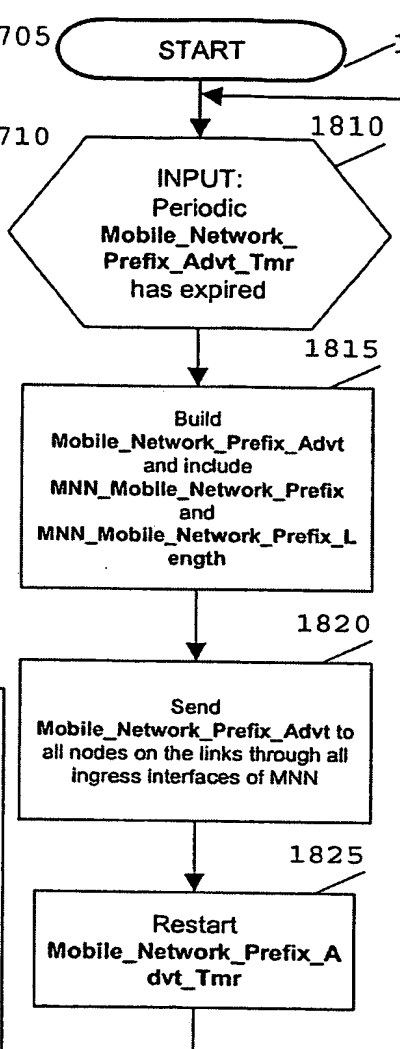 705
START
710
1810
INPUT:
Periodic
Mobile_Network_
Prefix_Advt_Tmr
has expired
1815
Build
Mobile_Network_Prefix_Advt
and include
MNN_Mobile_Network_Prefix
and
MNN_Mobile_Network_Prefix_L
ength
1820
Send
Mobile_Network_Prefix_Advt to
all nodes on the links through all
ingress interfaces of MNN
1825
Restart
Mobile_Network_Prefix_A
dvt_Tmr